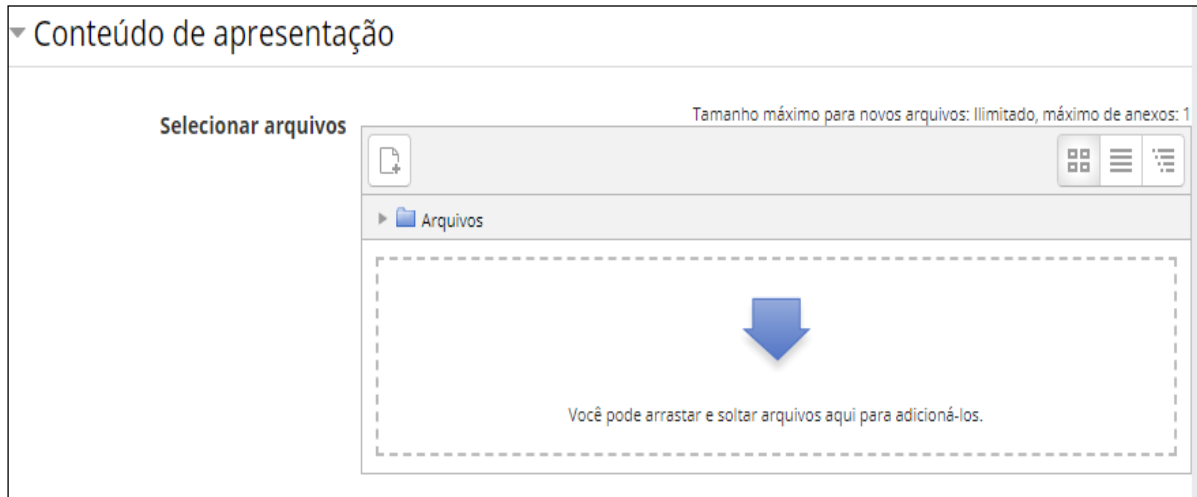 Conteúdo de apresentação
Tamanho máximo para novos arquivos: Ilimitado, máximo de anexos: 1
Selecionar arquivos
Arquivos
Você pode arrastar e soltar arquivos aqui para adicioná-los.